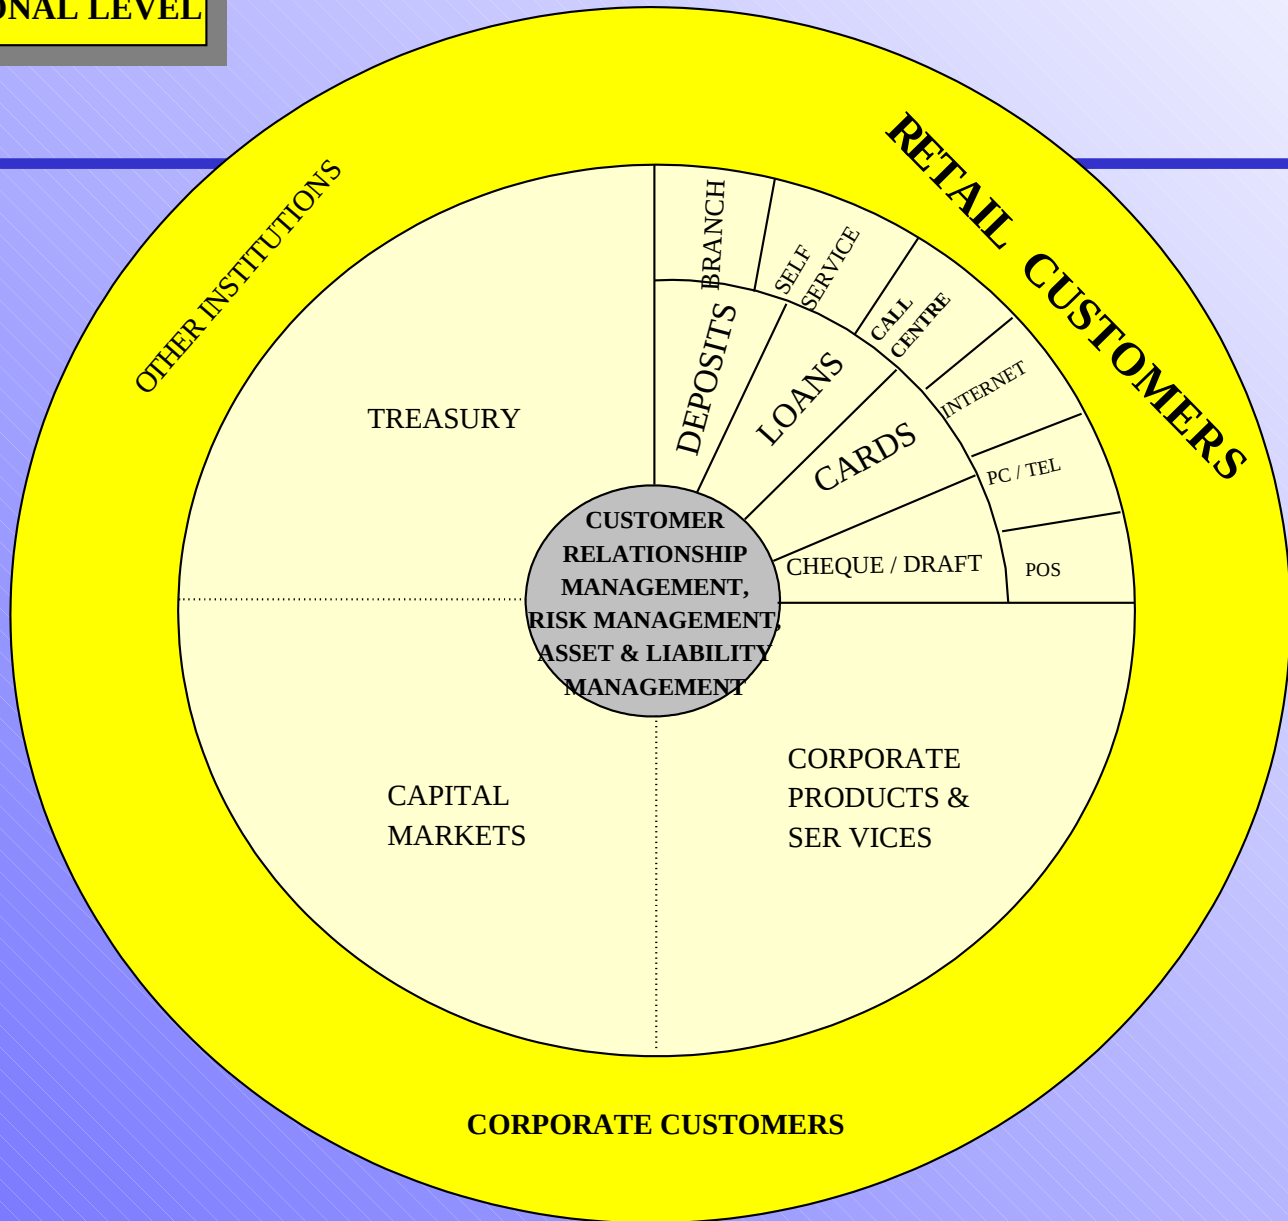 ONAL LEVEL
OTHER INSTITUTIONS
RETAIL CUSTOMERS
BRANCH
SELF
SERVICE
CALL
CENTRE
INTERNET
PC / TEL
POS
DEPOSITS
LOANS
CARDS
CHEQUE / DRAFT
TREASURY
CUSTOMER
RELATIONSHIP
MANAGEMENT,
RISK MANAGEMENT,
ASSET & LIABILITY
MANAGEMENT
CAPITAL
MARKETS
CORPORATE
PRODUCTS &
SER VICES
CORPORATE CUSTOMERS